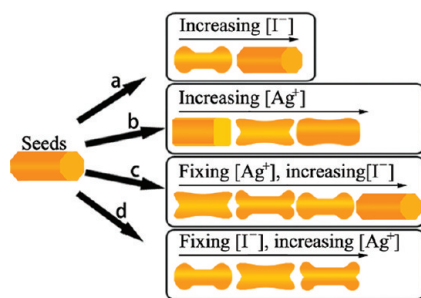 Increasing [I⁻]
a
Increasing [Ag⁺]
b
Seeds
c
Fixing [Ag⁺], increasing[I⁻]
d
Fixing [I⁻], increasing [Ag⁺]